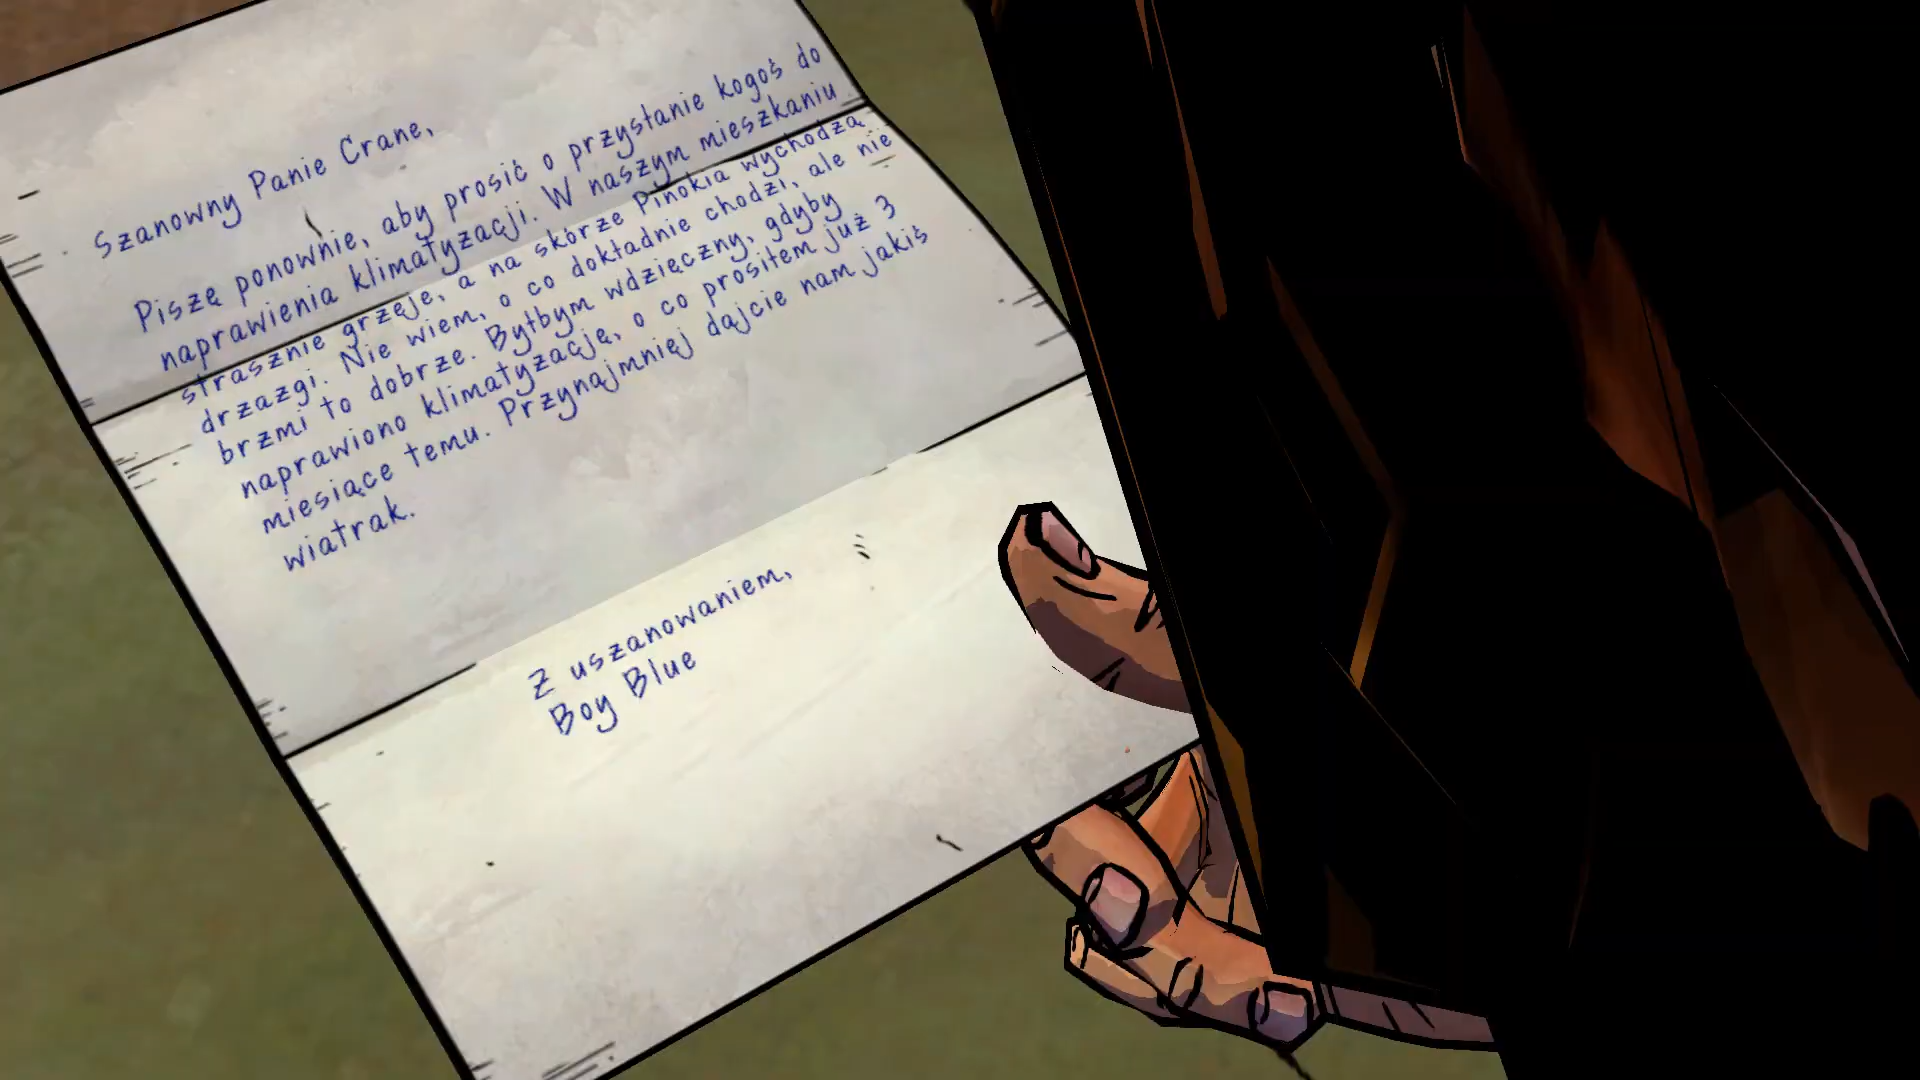 Szanowny Panie Crane,
Piszę ponownie, aby prosić o przysłanie kogoś do
naprawienia klimatyzacji. W naszym mieszkaniu
strasznie grzeje, a na skórze Pinokia wychodzą
drzazgi. Nie wiem, o co dokładnie chodzi, ale nie
brzmi to dobrze. Byłbym wdzięczny, gdyby
naprawiono klimatyzację, o co prosiłem już 3
miesiące temu. Przynajmniej dajcie nam jakiś
wiatrak.
Z uszanowaniem,
Boy Blue